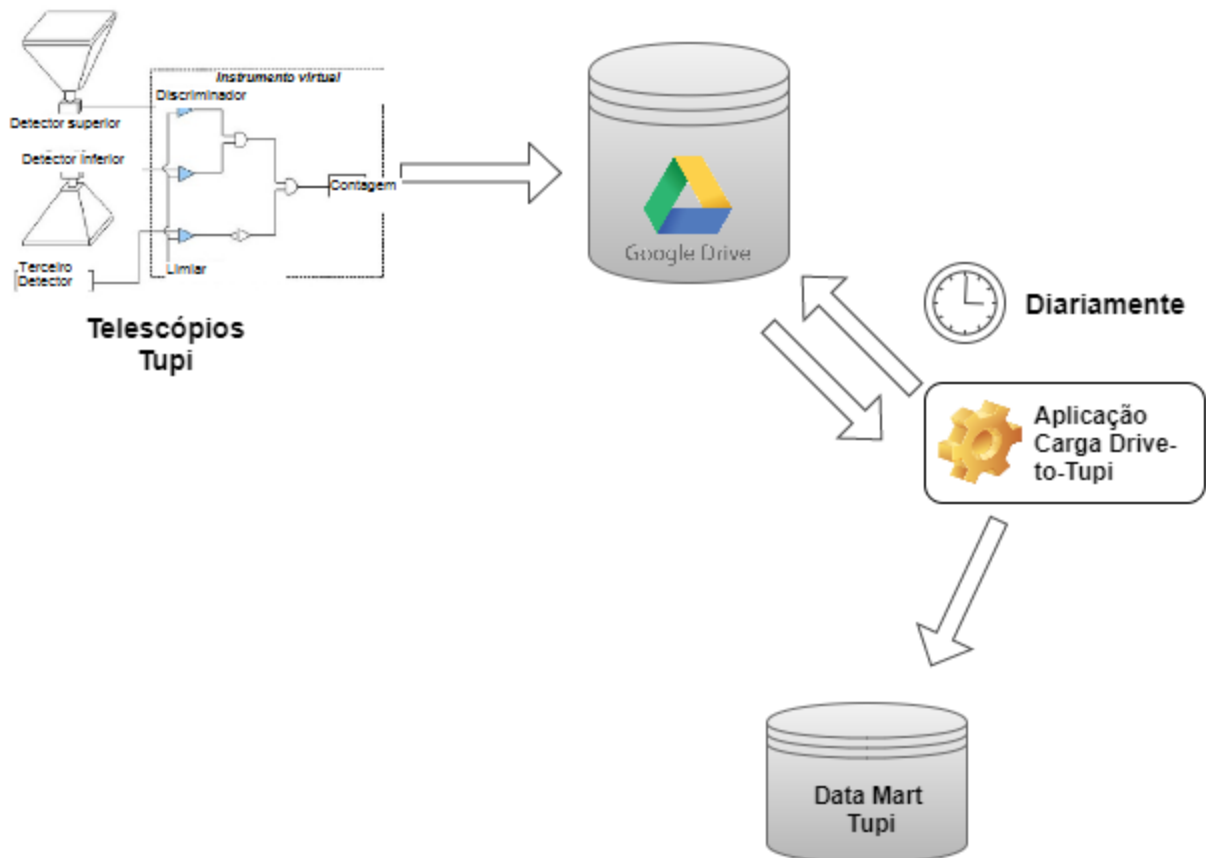 Instrumento virtual
Discriminador
Detector superior
Detector inferior
Contagem
Terceiro
Detector
Limiar
Telescópios
Tupi
Google Drive
Diariamente
Aplicação
Carga Drive-
to-Tupi
Data Mart
Tupi